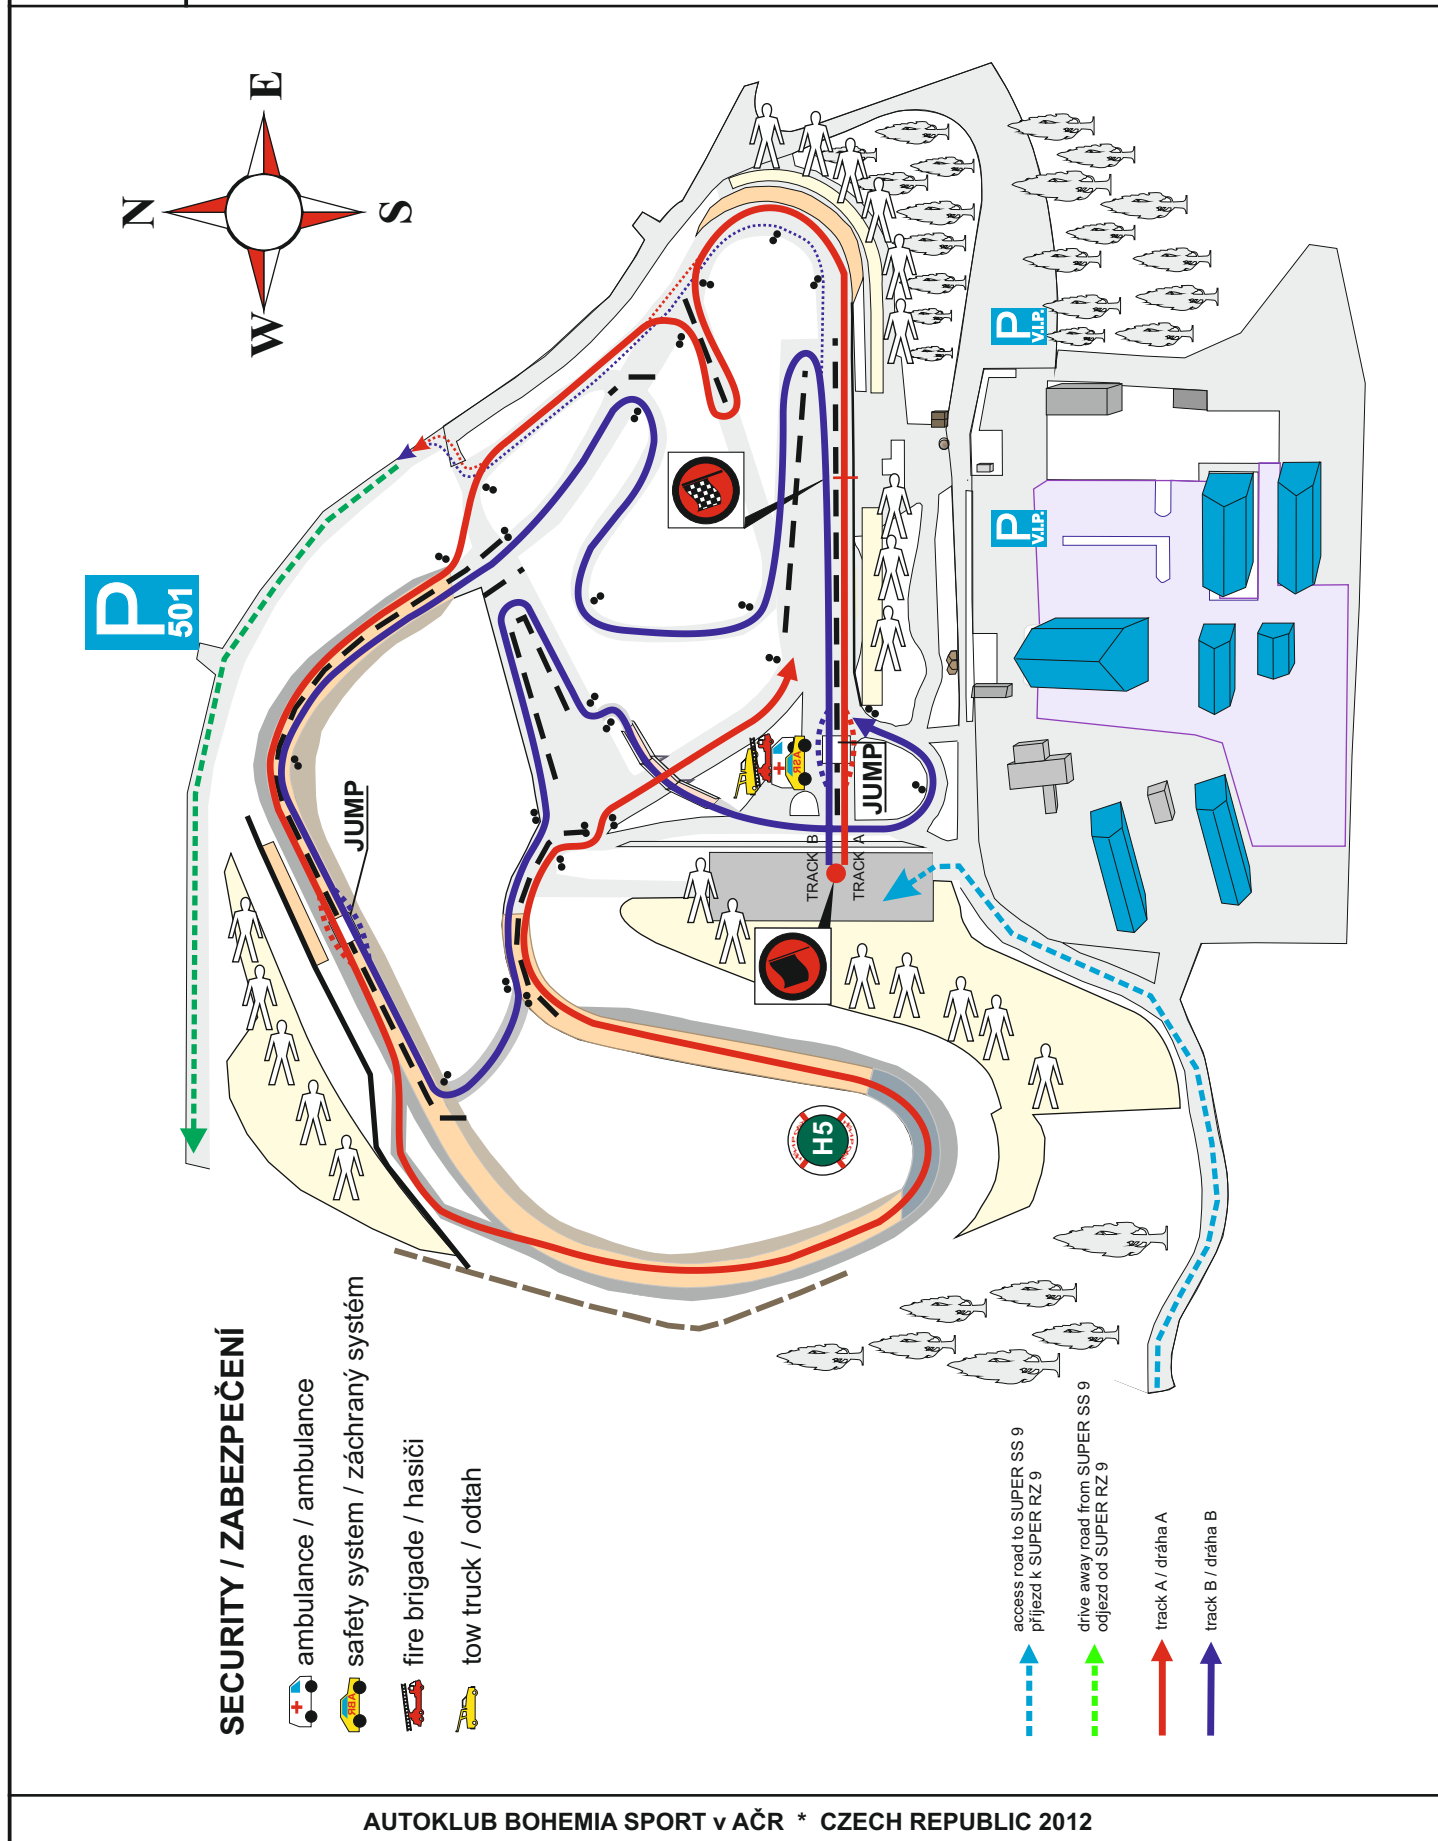 N
E
S
W
P
501
P
V.I.P.
P
V.I.P.
JUMP
JUMP
TRACK B
TRACK A
H5
ASR
SECURITY / ZABEZPEČENÍ
ambulance / ambulance
safety system / záchraný systém
fire brigade / hasiči
tow truck / odtah
access road to SUPER SS 9
příjezd k SUPER RZ 9
drive away road from SUPER SS 9
odjezd od SUPER RZ 9
track A / dráha A
track B / dráha B
AUTOKLUB BOHEMIA SPORT v AČR * CZECH REPUBLIC 2012